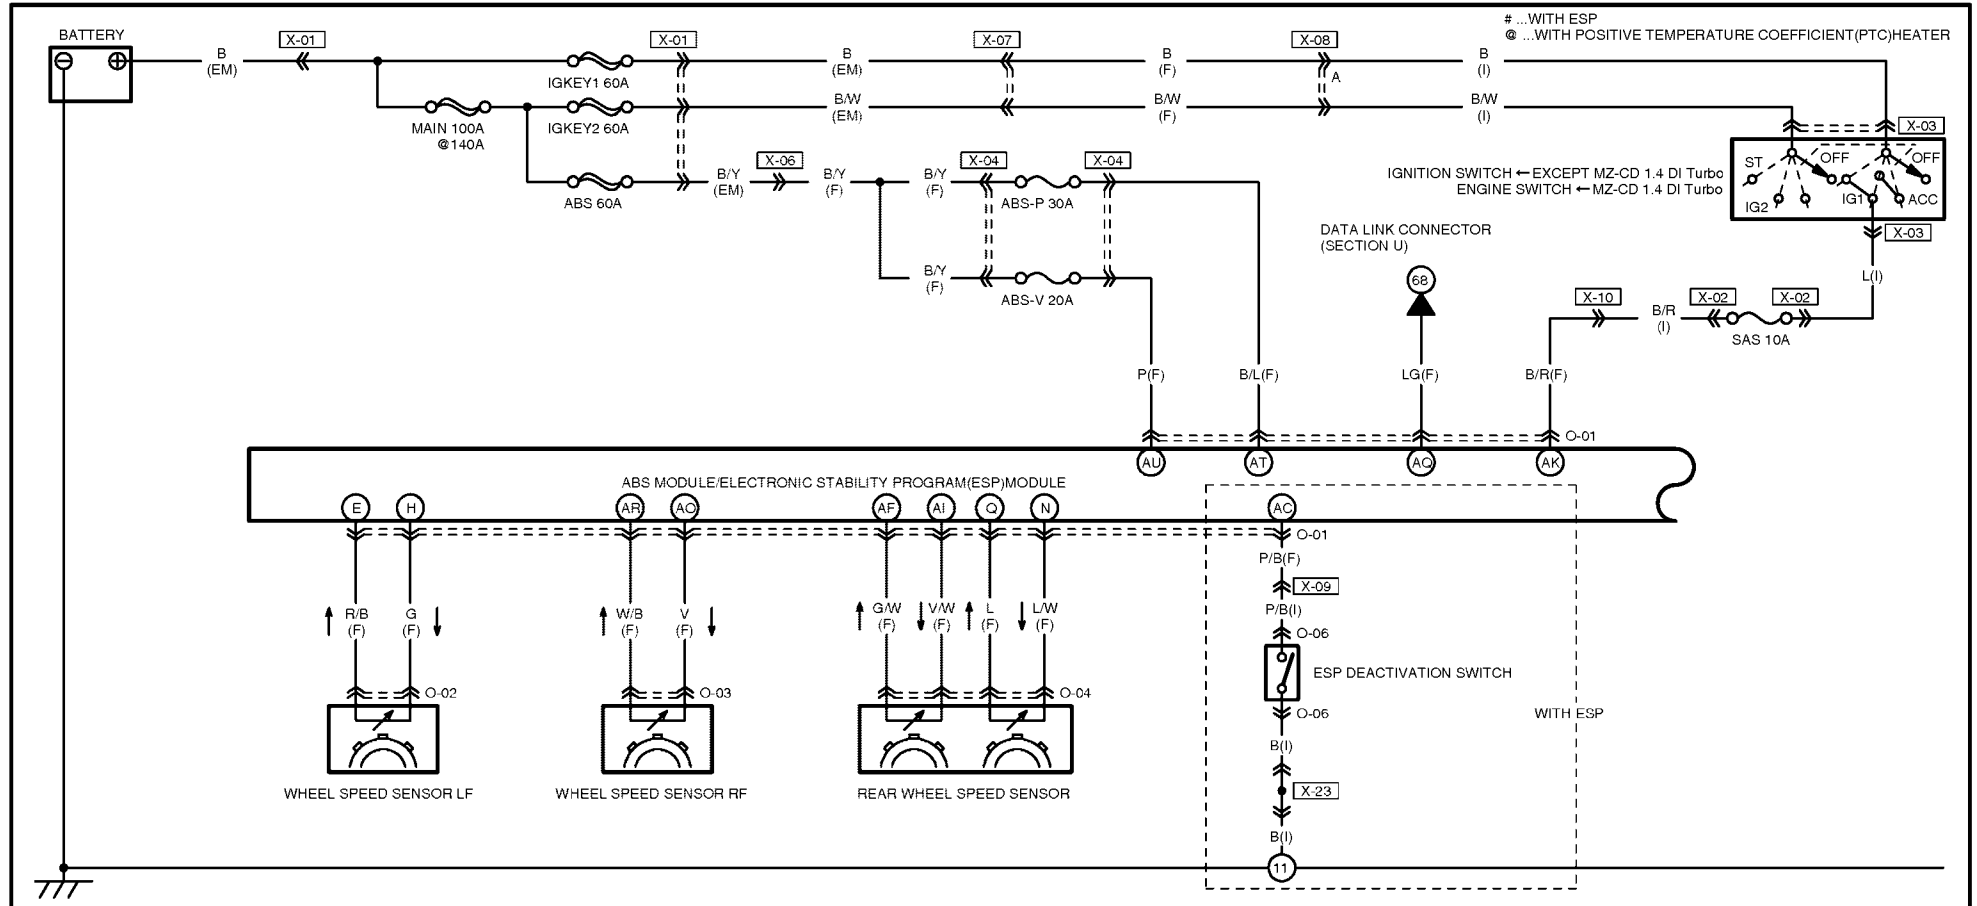 # ...WITH ESP
@ ...WITH POSITIVE TEMPERATURE COEFFICIENT(PTC)HEATER
BATTERY
X-01
X-01
X-07
X-08
B
(EM)
IGKEY1 60A
B
(EM)
B
(F)
A
B
(I)
MAIN 100A
@140A
IGKEY2 60A
B/W
(EM)
B/W
(F)
B/W
(I)
X-03
ABS 60A
B/Y
(EM)
X-06
B/Y
(F)
B/Y
(F)
X-04
X-04
ABS-P 30A
IGNITION SWITCH ← EXCEPT MZ-CD 1.4 DI Turbo
ENGINE SWITCH ← MZ-CD 1.4 DI Turbo
ST
OFF
OFF
IG2
IG1
ACC
X-03
B/Y
(F)
ABS-V 20A
DATA LINK CONNECTOR
(SECTION U)
68
L(I)
X-10
B/R
(I)
X-02
X-02
SAS 10A
P(F)
B/L(F)
LG(F)
B/R(F)
O-01
AU
AT
AQ
AK
ABS MODULE/ELECTRONIC STABILITY PROGRAM(ESP)MODULE
E
H
AR
AO
AF
AI
Q
N
AC
O-01
P/B(F)
X-09
P/B(I)
R/B
(F)
G
(F)
W/B
(F)
V
(F)
G/W
(F)
V/W
(F)
L
(F)
L/W
(F)
O-06
ESP DEACTIVATION SWITCH
O-02
O-03
O-04
O-06
WITH ESP
B(I)
WHEEL SPEED SENSOR LF
WHEEL SPEED SENSOR RF
REAR WHEEL SPEED SENSOR
X-23
B(I)
11